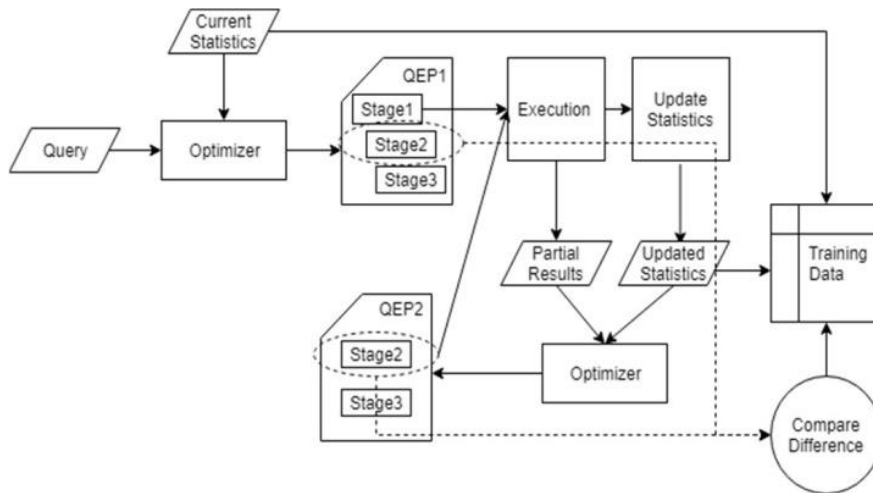 Current
Statistics
QEP1
Stage1
Stage2
Stage3
Execution
Update
Statistics
Query
Optimizer
Partial
Results
Updated
Statistics
Training
Data
QEP2
Stage2
Stage3
Optimizer
Compare
Difference